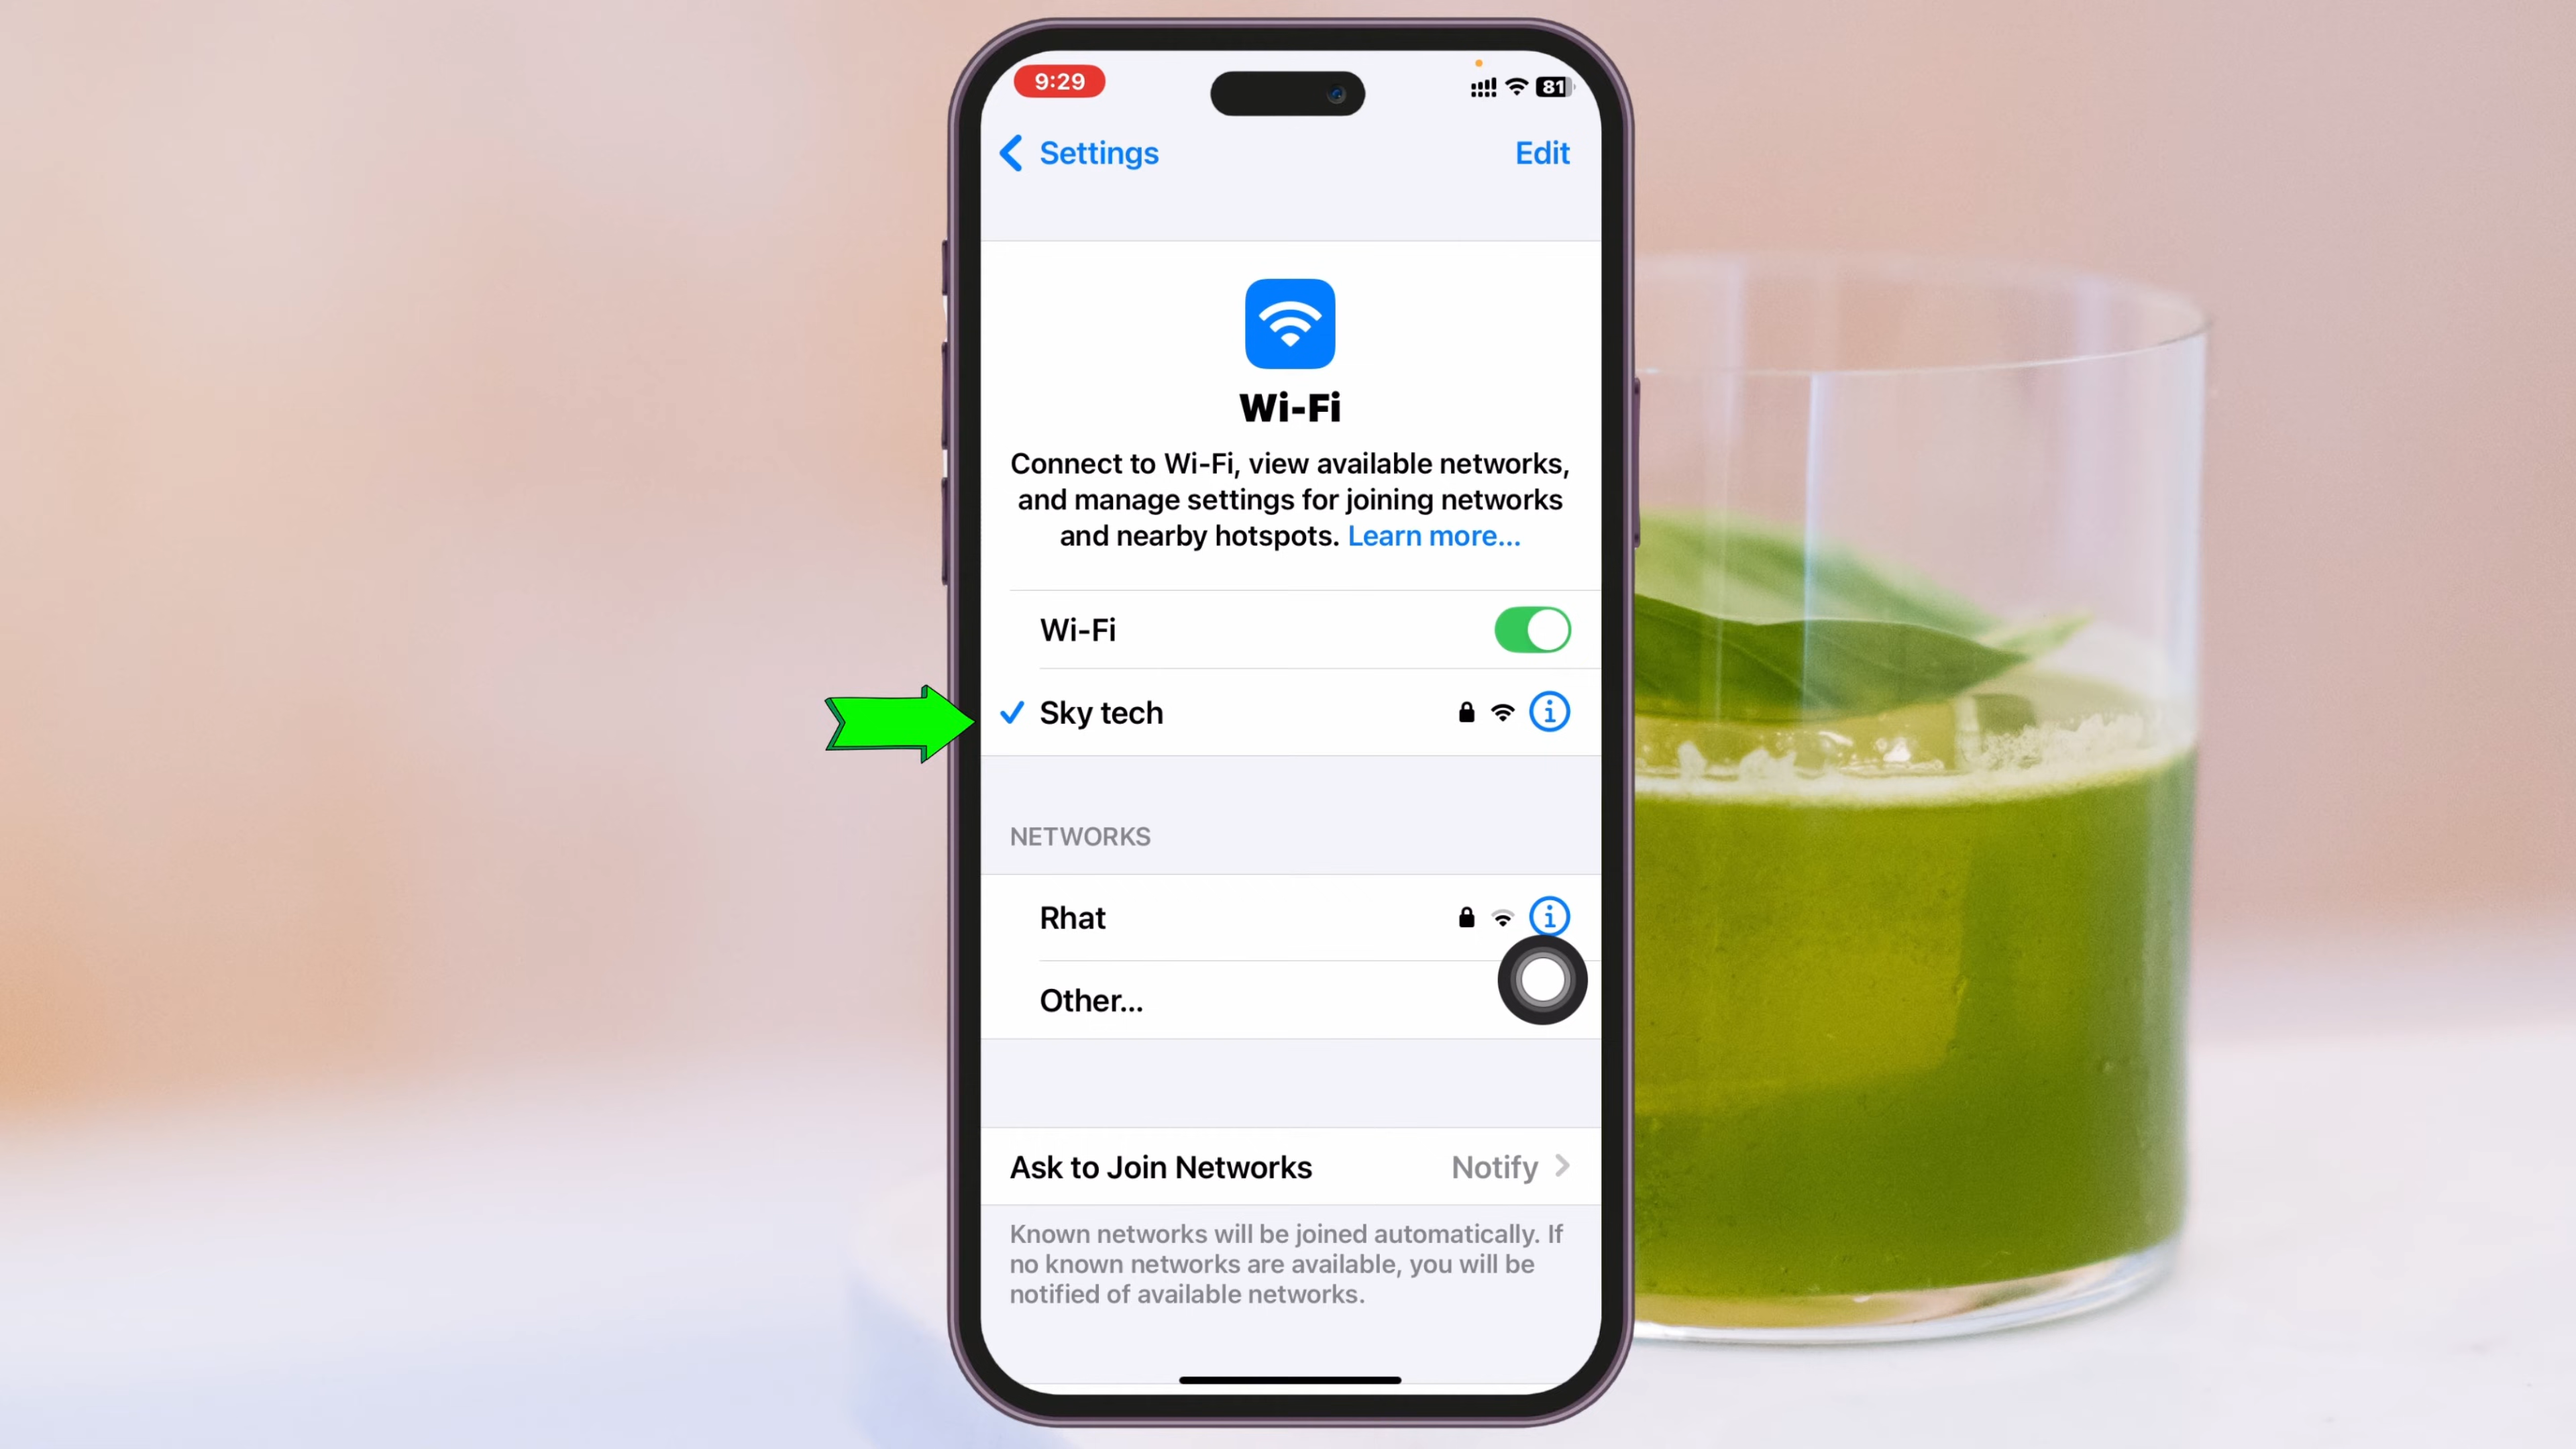 9:29
81
Settings
Edit
Wi-Fi
Connect to Wi-Fi, view available networks,
and manage settings for joining networks
and nearby hotspots. Learn more...
Wi-Fi
Sky tech
NETWORKS
Rhat
Other...
Ask to Join Networks
Notify
Known networks will be joined automatically. If
no known networks are available, you will be
notified of available networks.